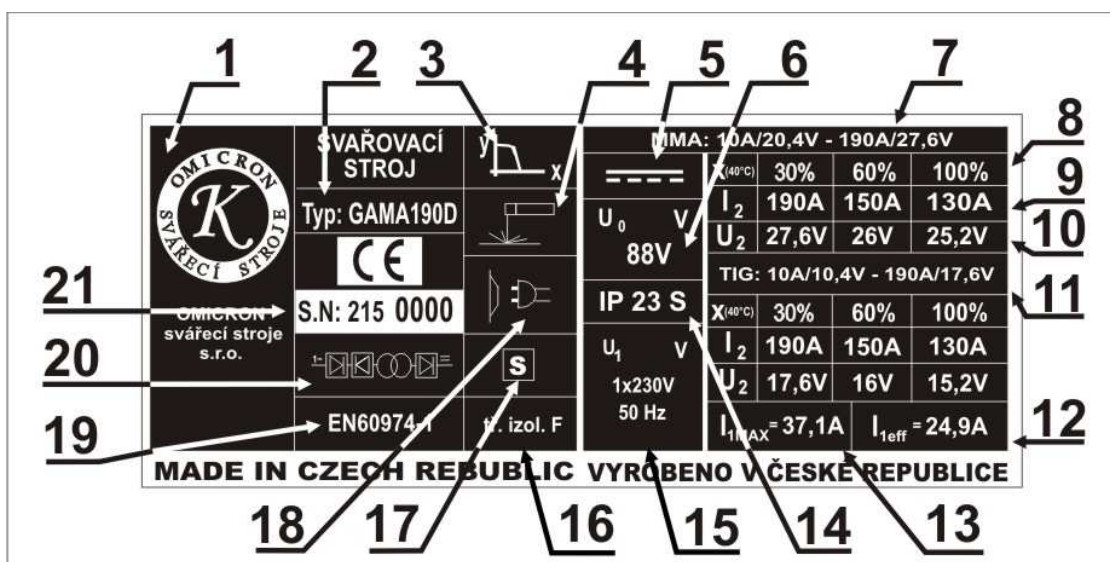 1 2 3 4 5 6 7
8
9
10
11
12
13
14
15
16
17
18
19
20
21
OMICRON
K
SVÁŘECÍ STROJE
OMICRON
svářecí stroje
s.r.o.
SVAŘOVACÍ
STROJ
Typ: GAMA190D
CE
S.N: 215 0000
1~
EN60974-1
y
x
S
tř. izol. F
U0 V
88V
IP 23 S
U1 V
1x230V
50 Hz
MMA: 10A/20,4V - 190A/27,6V
X(40°C) 30% 60% 100%
I2 190A 150A 130A
U2 27,6V 26V 25,2V
TIG: 10A/10,4V - 190A/17,6V
X(40°C) 30% 60% 100%
I2 190A 150A 130A
U2 17,6V 16V 15,2V
I1MAX= 37,1A I1eff = 24,9A
MADE IN CZECH REBUBLIC VYROBENO V ČESKÉ REPUBLICE